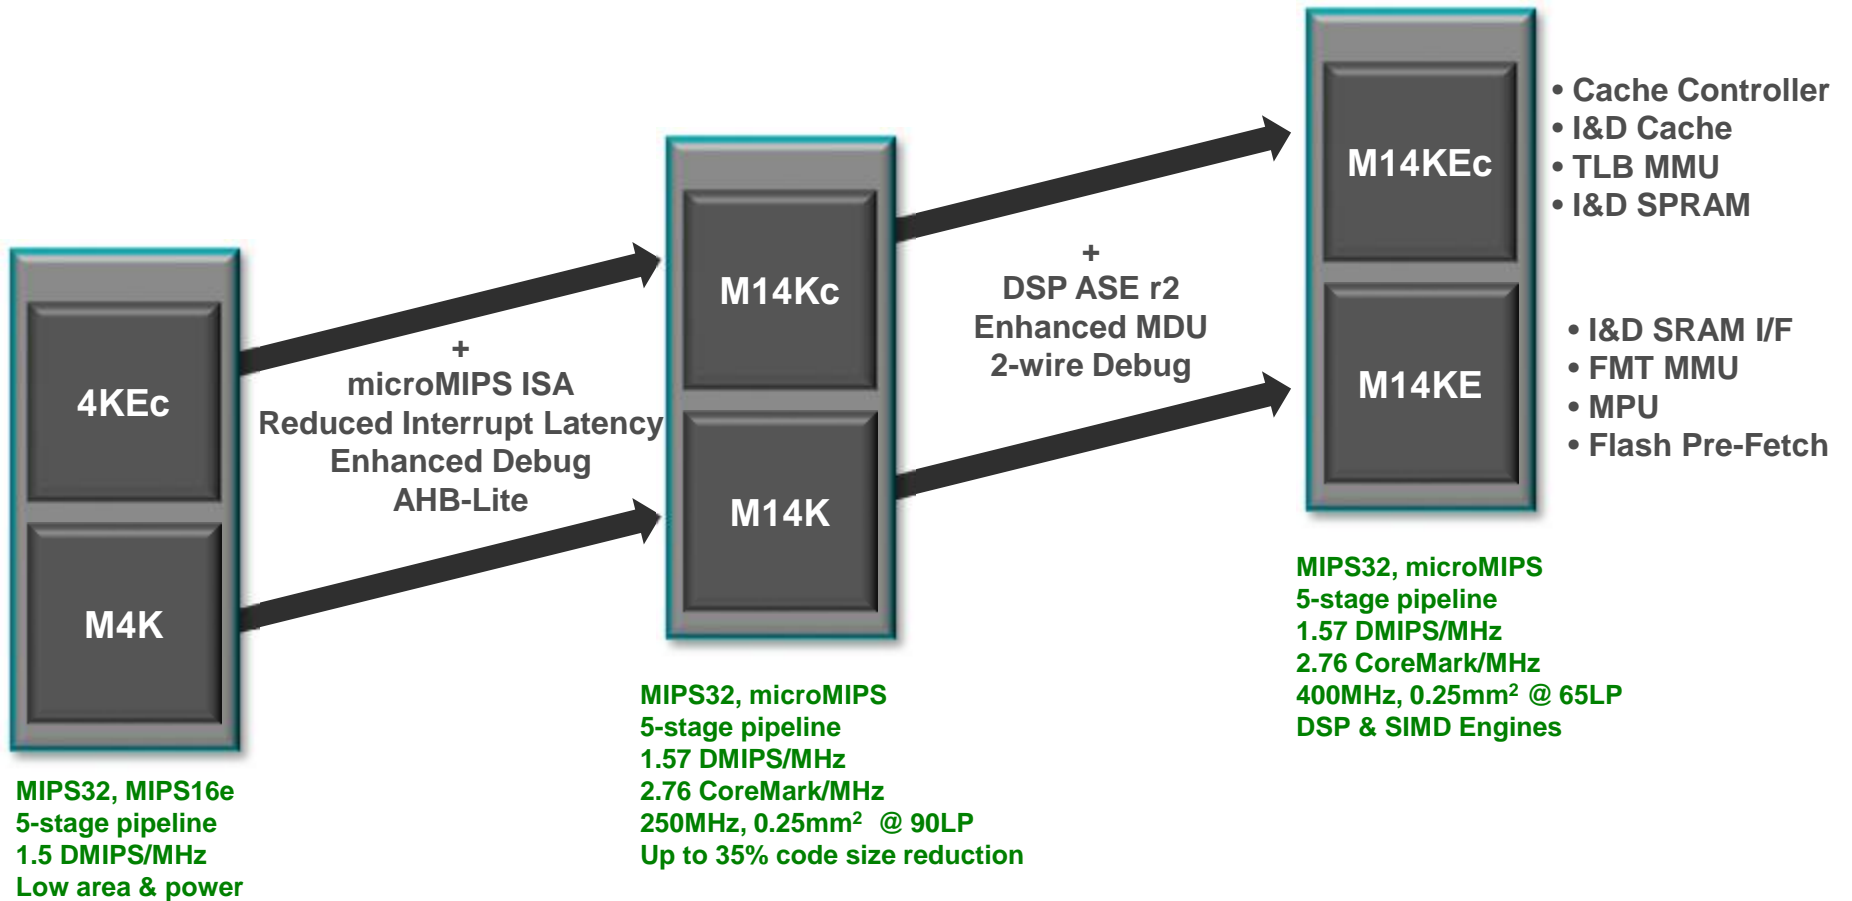 4KEc
M4K
MIPS32, MIPS16e
5-stage pipeline
1.5 DMIPS/MHz
Low area & power
+
microMIPS ISA
Reduced Interrupt Latency
Enhanced Debug
AHB-Lite
M14Kc
M14K
MIPS32, microMIPS
5-stage pipeline
1.57 DMIPS/MHz
2.76 CoreMark/MHz
250MHz, 0.25mm² @ 90LP
Up to 35% code size reduction
+
DSP ASE r2
Enhanced MDU
2-wire Debug
M14KEc
• Cache Controller
• I&D Cache
• TLB MMU
• I&D SPRAM
M14KE
• I&D SRAM I/F
• FMT MMU
• MPU
• Flash Pre-Fetch
MIPS32, microMIPS
5-stage pipeline
1.57 DMIPS/MHz
2.76 CoreMark/MHz
400MHz, 0.25mm² @ 65LP
DSP & SIMD Engines